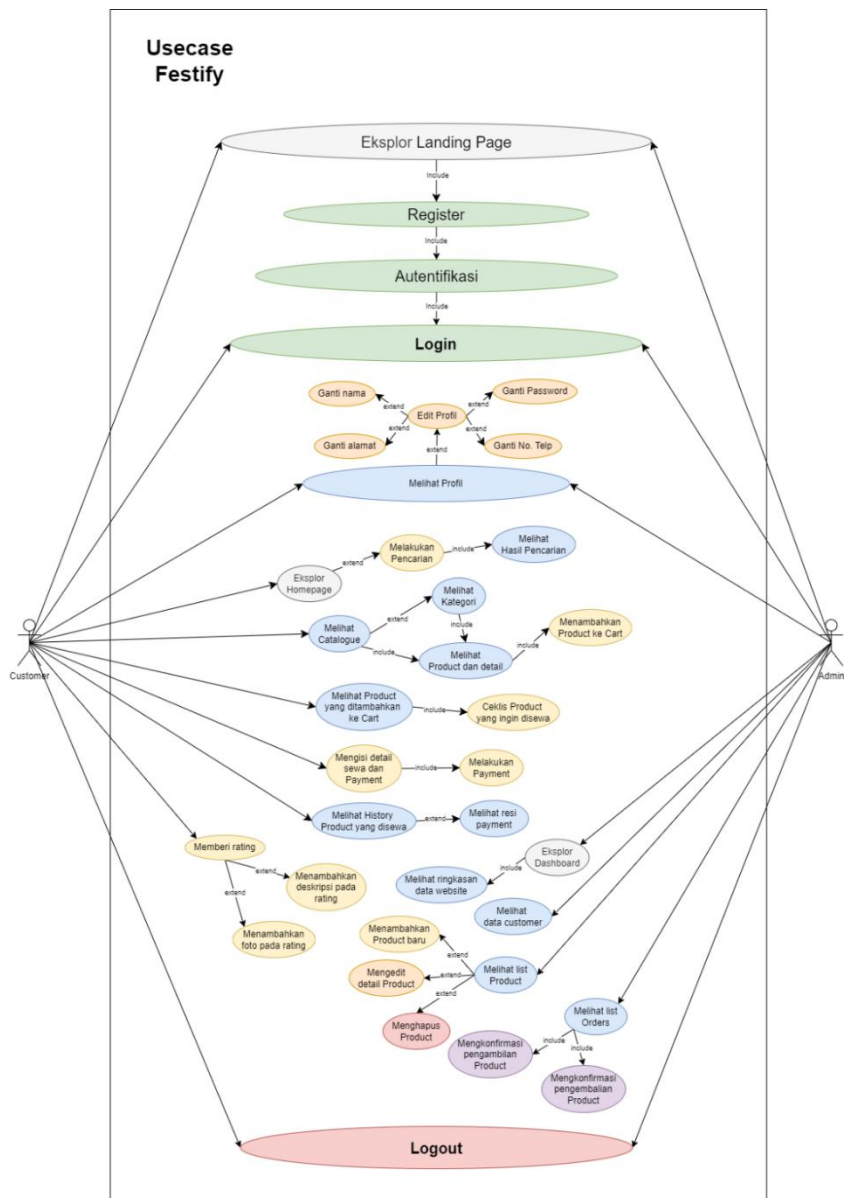 Usecase
Festify
Eksplor Landing Page
Include
Register
Include
Autentifikasi
Include
Login
Ganti nama
Ganti Password
extend
extend
Edit Profil
extend
extend
Ganti alamat
Ganti No. Telp
extend
Melihat Profil
Melakukan
Pencarian
include
Melihat
Hasil Pencarian
extend
Eksplor
Homepage
Melihat
Kategori
extend
include
Menambahkan
Product ke Cart
Melihat
Catalogue
include
Melihat
Product dan detail
include
Customer
Admin
Melihat Product
yang ditambahkan
ke Cart
include
Ceklis Product
yang ingin disewa
Mengisi detail
sewa dan
Payment
include
Melakukan
Payment
Melihat History
Product yang disewa
extend
Melihat resi
payment
Memberi rating
extend
extend
Menambahkan
deskripsi pada
rating
Menambahkan
foto pada rating
Eksplor
Dashboard
include
Melihat ringkasan
data website
Melihat
data customer
Menambahkan
Product baru
extend
Melihat list
Product
extend
Mengedit
detail Product
extend
Menghapus
Product
Melihat list
Orders
include
include
Mengkonfirmasi
pengambilan
Product
Mengkonfirmasi
pengembalian
Product
Logout